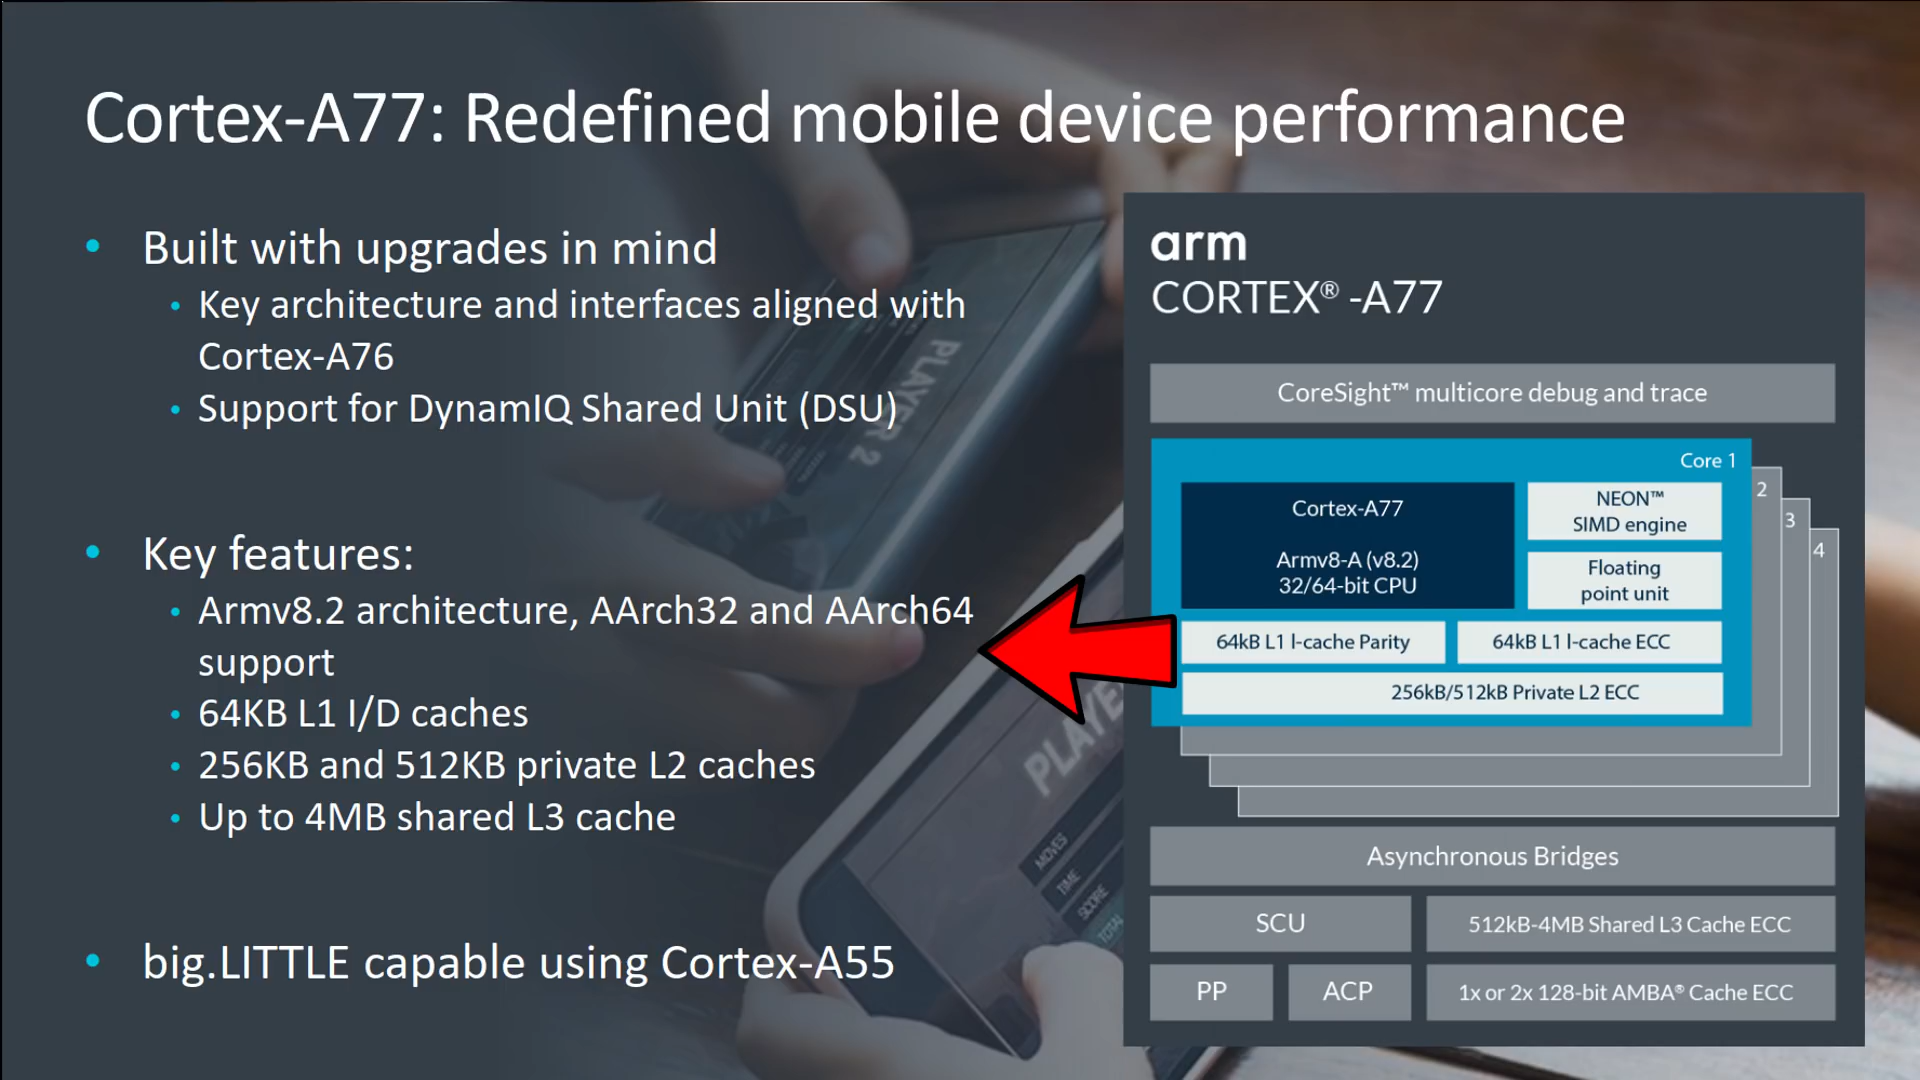 Cortex-A77: Redefined mobile device performance
• Built with upgrades in mind
• Key architecture and interfaces aligned with
Cortex-A76
• Support for DynamIQ Shared Unit (DSU)
• Key features:
• Armv8.2 architecture, AArch32 and AArch64
support
• 64KB L1 I/D caches
• 256KB and 512KB private L2 caches
• Up to 4MB shared L3 cache
• big.LITTLE capable using Cortex-A55
arm
CORTEX® -A77
CoreSight™ multicore debug and trace
Core 1
2
3
4
Cortex-A77
Armv8-A (v8.2)
32/64-bit CPU
NEON™
SIMD engine
Floating
point unit
64kB L1 I-cache Parity
64kB L1 I-cache ECC
256kB/512kB Private L2 ECC
Asynchronous Bridges
SCU
512kB-4MB Shared L3 Cache ECC
PP
ACP
1x or 2x 128-bit AMBA® Cache ECC
PLAYER 2
PLAYE
MOVES
TIME
SCORE
TOTAL